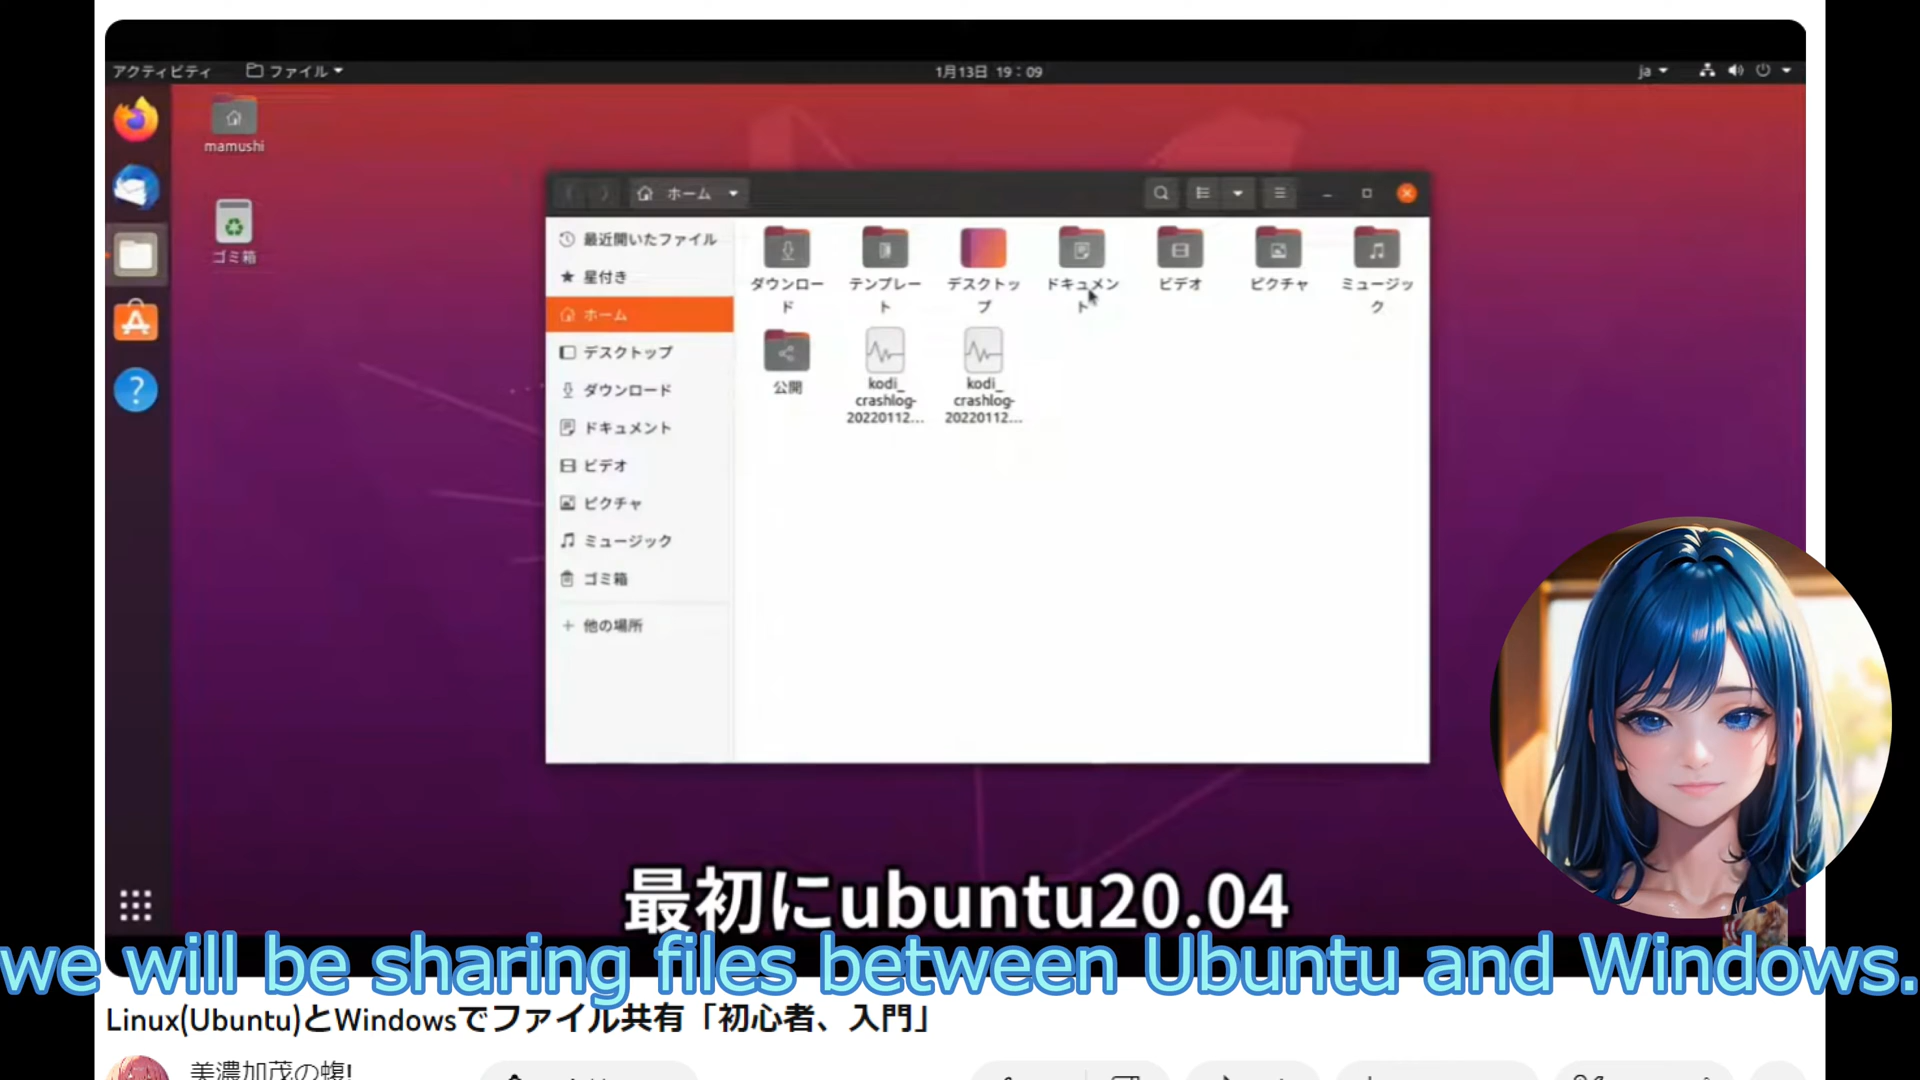 アクティビティ
ファイル
1月13日 19：09
ja
mamushi
ゴミ箱
ホーム
最近開いたファイル
星付き
ホーム
デスクトップ
ダウンロード
ドキュメント
ビデオ
ピクチャ
ミュージック
ゴミ箱
他の場所
ダウンロー
ド
テンプレー
ト
デスクトッ
プ
ドキュメン
ト
ビデオ
ピクチャ
ミュージッ
ク
公開
kodi_
crashlog-
20220112...
kodi_
crashlog-
20220112...
最初にubuntu20.04
we will be sharing files between Ubuntu and Windows.
Linux(Ubuntu)とWindowsでファイル共有「初心者、入門」
美濃加茂の蝮!